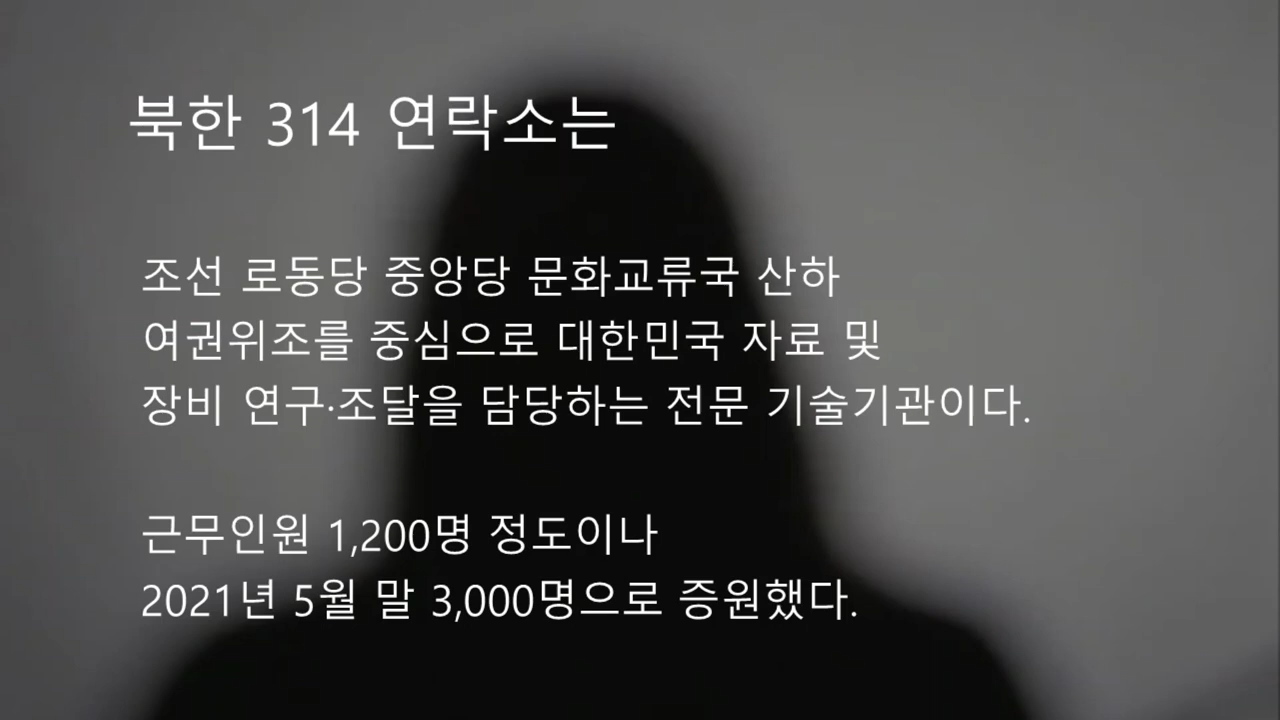 북한 314 연락소는
조선 로동당 중앙당 문화교류국 산하
여권위조를 중심으로 대한민국 자료 및
장비 연구·조달을 담당하는 전문 기술기관이다.
근무인원 1,200명 정도이나
2021년 5월 말 3,000명으로 증원했다.